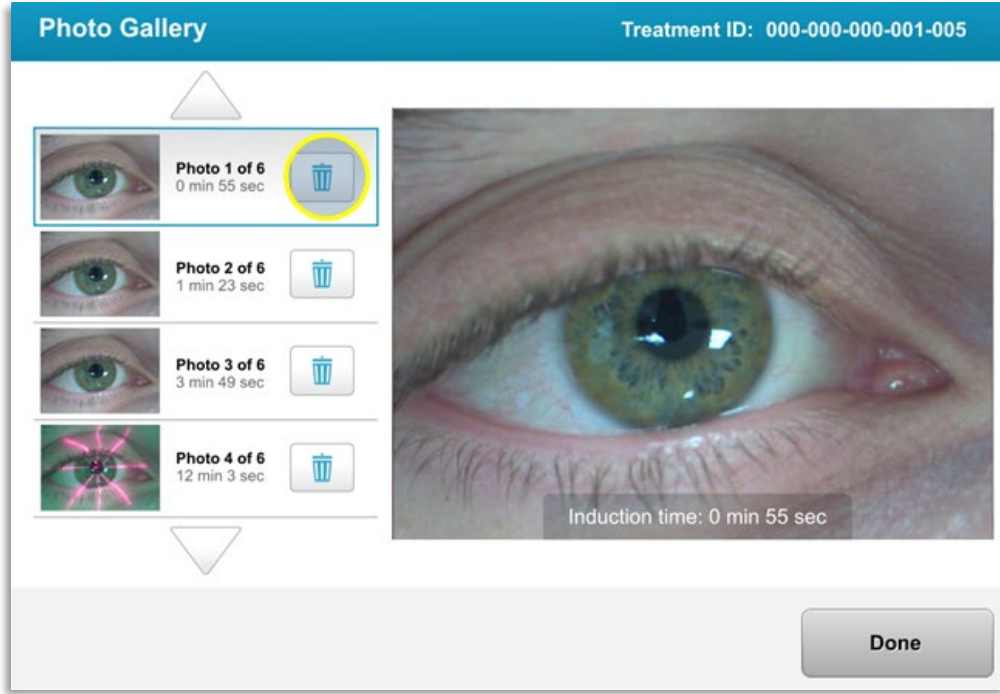 Photo Gallery
Treatment ID: 000-000-000-001-005
Photo 1 of 6
0 min 55 sec
Photo 2 of 6
1 min 23 sec
Photo 3 of 6
3 min 49 sec
Photo 4 of 6
12 min 3 sec
Induction time: 0 min 55 sec
Done